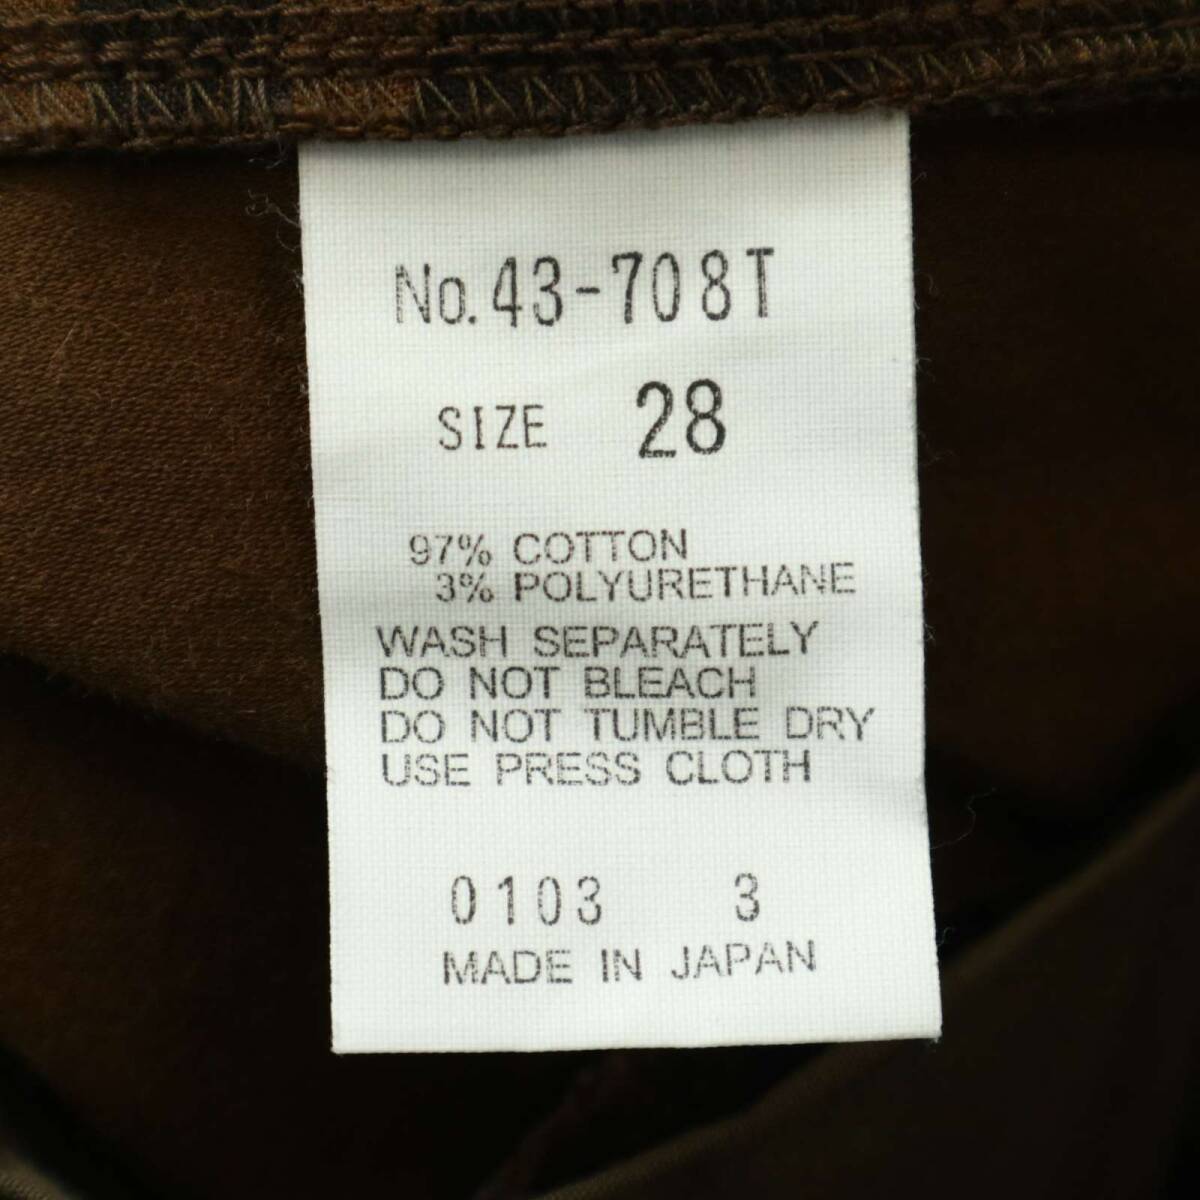 No. 43-708T
SIZE 28
97% COTTON
3% POLYURETHANE
WASH SEPARATELY
DO NOT BLEACH
DO NOT TUMBLE DRY
USE PRESS CLOTH
0103 3
MADE IN JAPAN